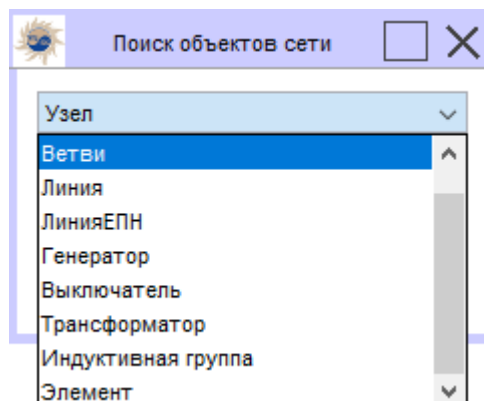 Поиск объектов сети
Узел
Ветви
Линия
ЛинияЕПН
Генератор
Выключатель
Трансформатор
Индуктивная группа
Элемент